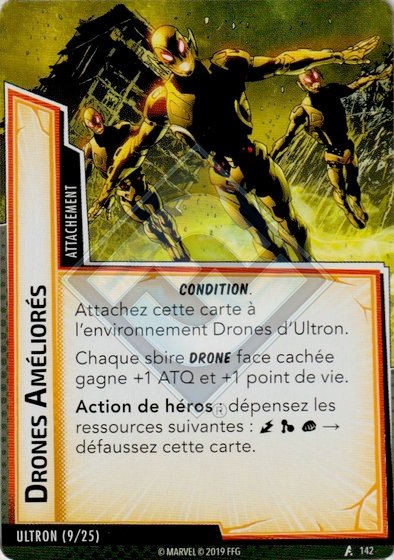 ATTACHEMENT
DRONES AMÉLIORÉS
CONDITION.
Attachez cette carte à
l'environnement Drones d'Ultron.
Chaque sbire DRONE face cachée
gagne +1 ATQ et +1 point de vie.
Action de héros : dépensez les
ressources suivantes : →
défaussez cette carte.
ULTRON (9/25)
© MARVEL © 2019 FFG
142